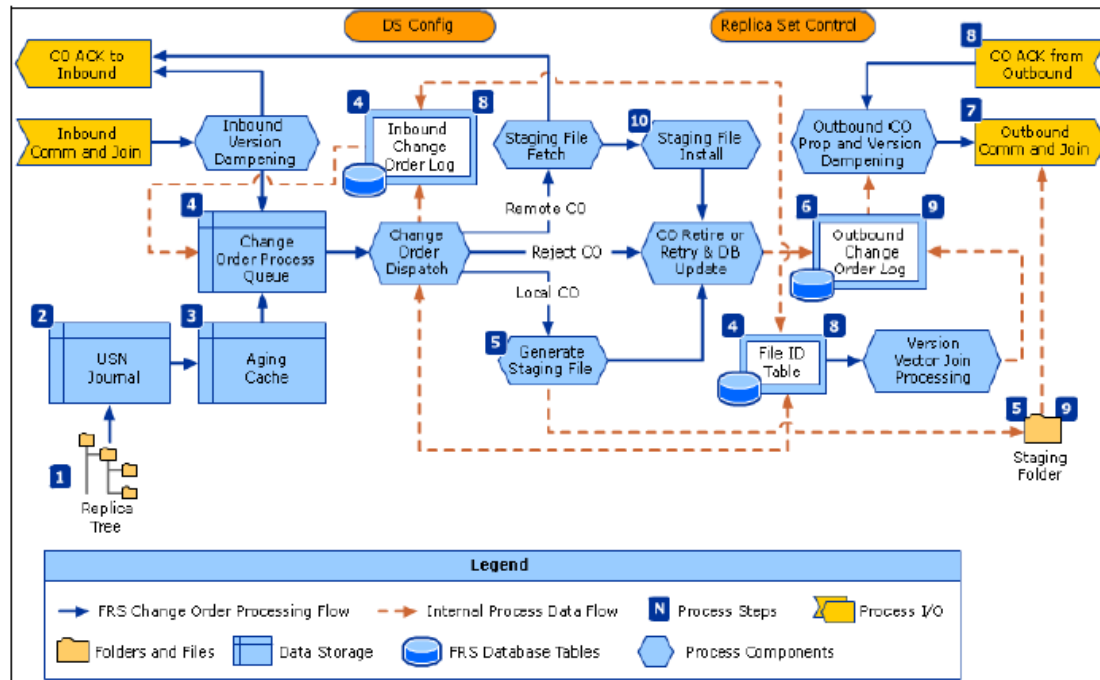 DS Config
Replica Set Control
8
CO ACK to
Inbound
CO ACK from
Outbound
4
8
7
Inbound
Comm and Join
Inbound
Version
Dampening
Inbound
Change
Order Log
Staging File
Fetch
10
Staging File
Install
Outbound CO
Prop and Version
Dampening
Outbound
Comm and Join
4
Remote CO
6
9
Change
Order Process
Queue
Change
Order
Dispatch
Reject CO
CO Retire or
Retry & DB
Update
Outbound
Change
Order Log
Local CO
2
3
5
4
8
USN
Journal
Aging
Cache
Generate
Staging File
File ID
Table
Version
Vector Join
Processing
5
9
1
Replica
Tree
Staging
Folder
Legend
FRS Change Order Processing Flow
Internal Process Data Flow
N
Process Steps
Process I/O
Folders and Files
Data Storage
FRS Database Tables
Process Components